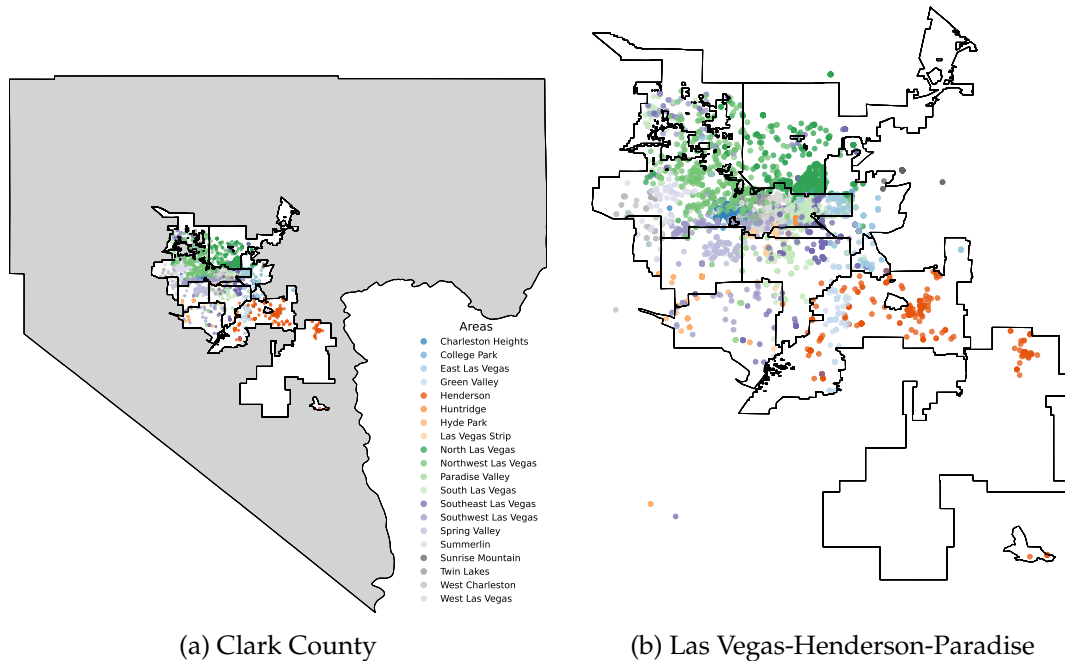 Areas
Charleston Heights
College Park
East Las Vegas
Green Valley
Henderson
Huntridge
Hyde Park
Las Vegas Strip
North Las Vegas
Northwest Las Vegas
Paradise Valley
South Las Vegas
Southeast Las Vegas
Southwest Las Vegas
Spring Valley
Summerlin
Sunrise Mountain
Twin Lakes
West Charleston
West Las Vegas
(a) Clark County
(b) Las Vegas-Henderson-Paradise